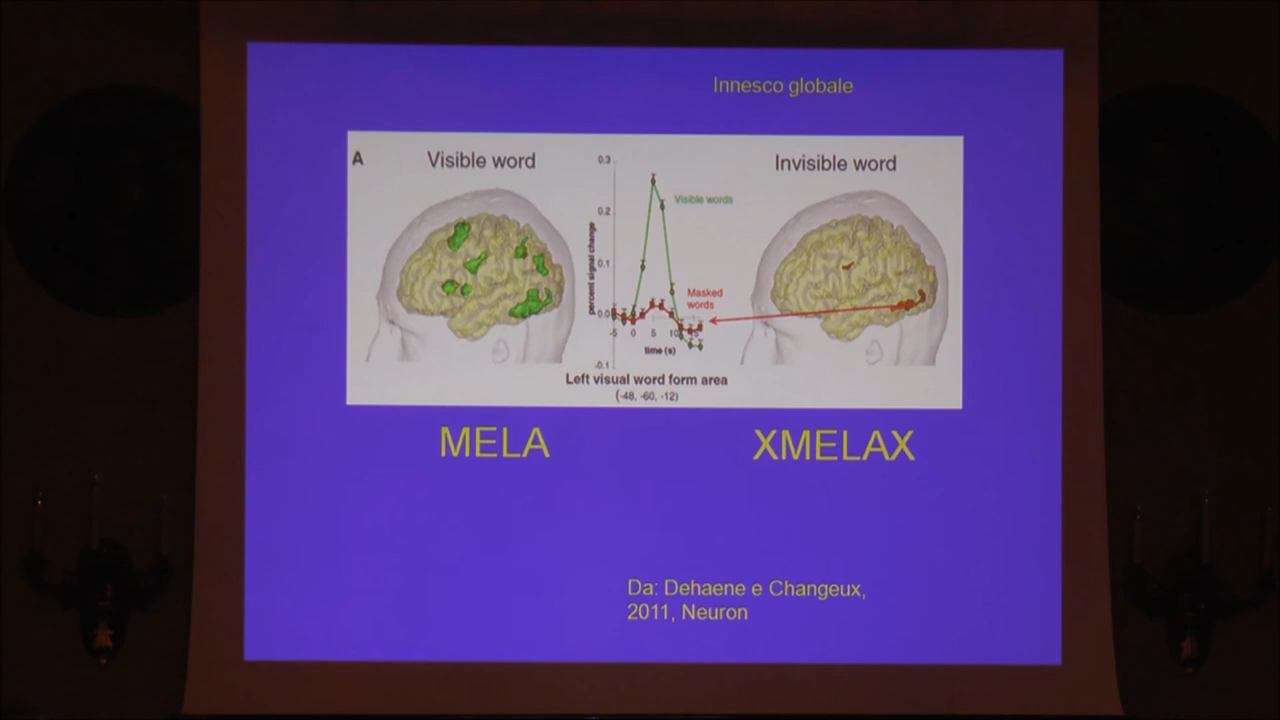 Innesco globale
A
Visible word
Invisible word
0.3
0.2
0.1
0.0
-0.1
percent signal change
Visible words
Masked
words
-5 0 5 10
time (s)
Left visual word form area
(-48, -60, -12)
MELA
XMELAX
Da: Dehaene e Changeux,
2011, Neuron